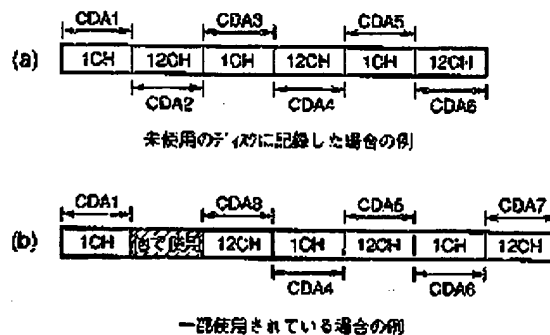 CDA1 CDA3 CDA5
(a) 1CH 12CH 1CH 12CH 1CH 12CH
CDA2 CDA4 CDA6
未使用のディスクに記録した場合の例
CDA1 CDA3 CDA5 CDA7
(b) 1CH 他で使用 12CH 1CH 12CH 1CH 12CH
CDA4 CDA6
一部使用されている場合の例